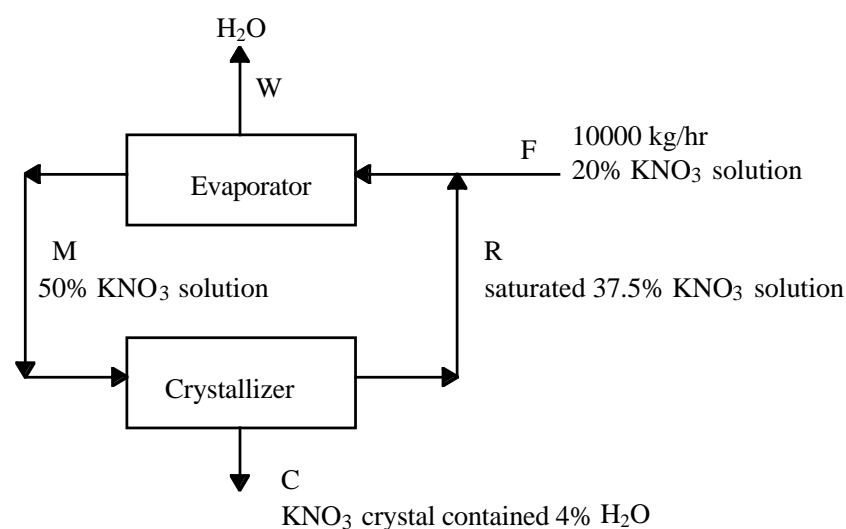 H₂O
W
F
10000 kg/hr
20% KNO₃ solution
Evaporator
M
50% KNO₃ solution
R
saturated 37.5% KNO₃ solution
Crystallizer
C
KNO₃ crystal contained 4% H₂O